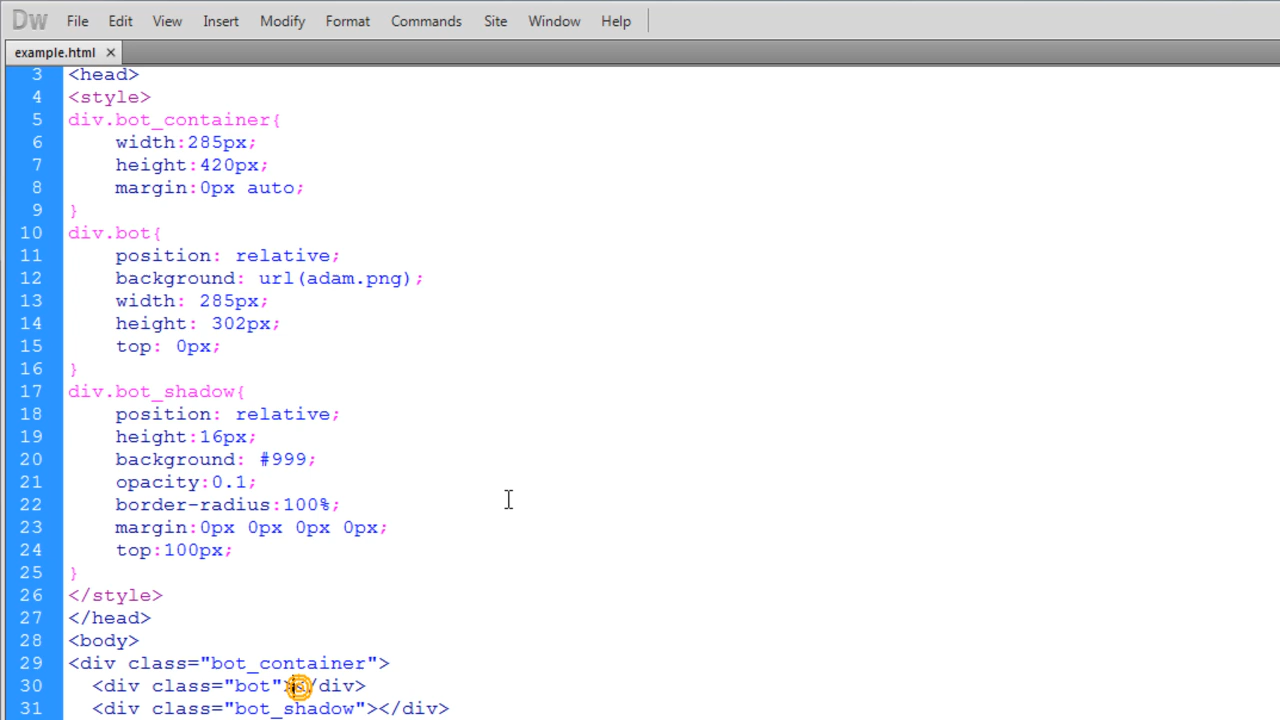 Dw File Edit View Insert Modify Format Commands Site Window Help
example.html ×
3 <head>
4 <style>
5 div.bot_container{
6 width:285px;
7 height:420px;
8 margin:0px auto;
9 }
10 div.bot{
11 position: relative;
12 background: url(adam.png);
13 width: 285px;
14 height: 302px;
15 top: 0px;
16 }
17 div.bot_shadow{
18 position: relative;
19 height:16px;
20 background: #999;
21 opacity:0.1;
22 border-radius:100%;
23 margin:0px 0px 0px 0px;
24 top:100px;
25 }
26 </style>
27 </head>
28 <body>
29 <div class="bot_container">
30 <div class="bot"></div>
31 <div class="bot_shadow"></div>